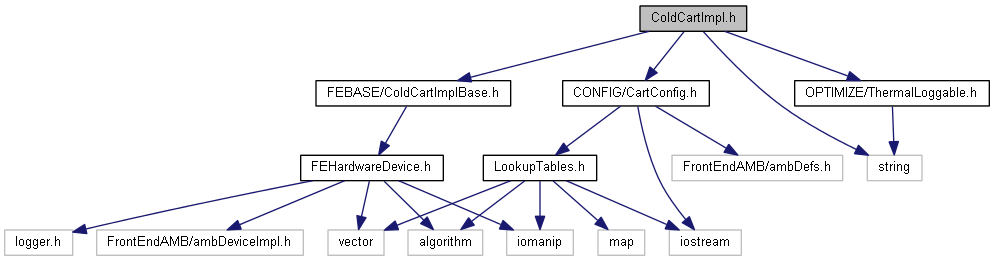 ColdCartImpl.h
FEBASE/ColdCartImplBase.h
CONFIG/CartConfig.h
OPTIMIZE/ThermalLoggable.h
FEHardwareDevice.h
LookupTables.h
FrontEndAMB/ambDefs.h
string
logger.h
FrontEndAMB/ambDeviceImpl.h
vector
algorithm
iomanip
map
iostream